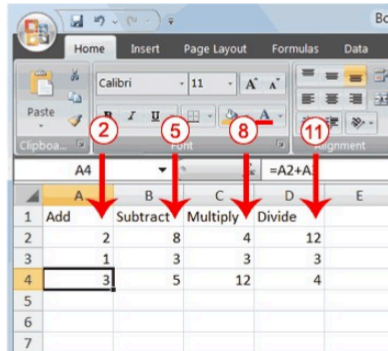 Bo
Home Insert Page Layout Formulas Data
Calibri 11 A A
Paste
B I U A
2 5 8 11
Clipboa... Font Alignment
A4 =A2+A3
A B C D E
1 Add Subtract Multiply Divide
2 2 8 4 12
3 1 3 3 3
4 3 5 12 4
5
6
7